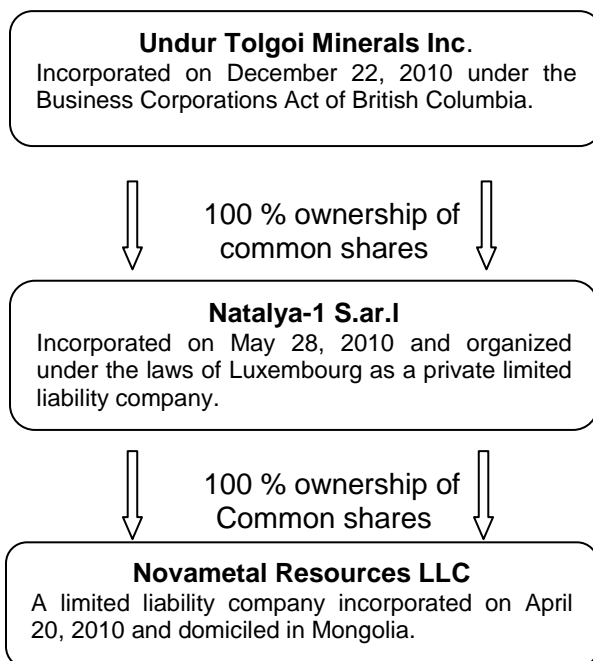 Undur Tolgoi Minerals Inc.
Incorporated on December 22, 2010 under the
Business Corporations Act of British Columbia.
100 % ownership of
common shares
Natalya-1 S.ar.l
Incorporated on May 28, 2010 and organized
under the laws of Luxembourg as a private limited
liability company.
100 % ownership of
Common shares
Novametal Resources LLC
A limited liability company incorporated on April
20, 2010 and domiciled in Mongolia.